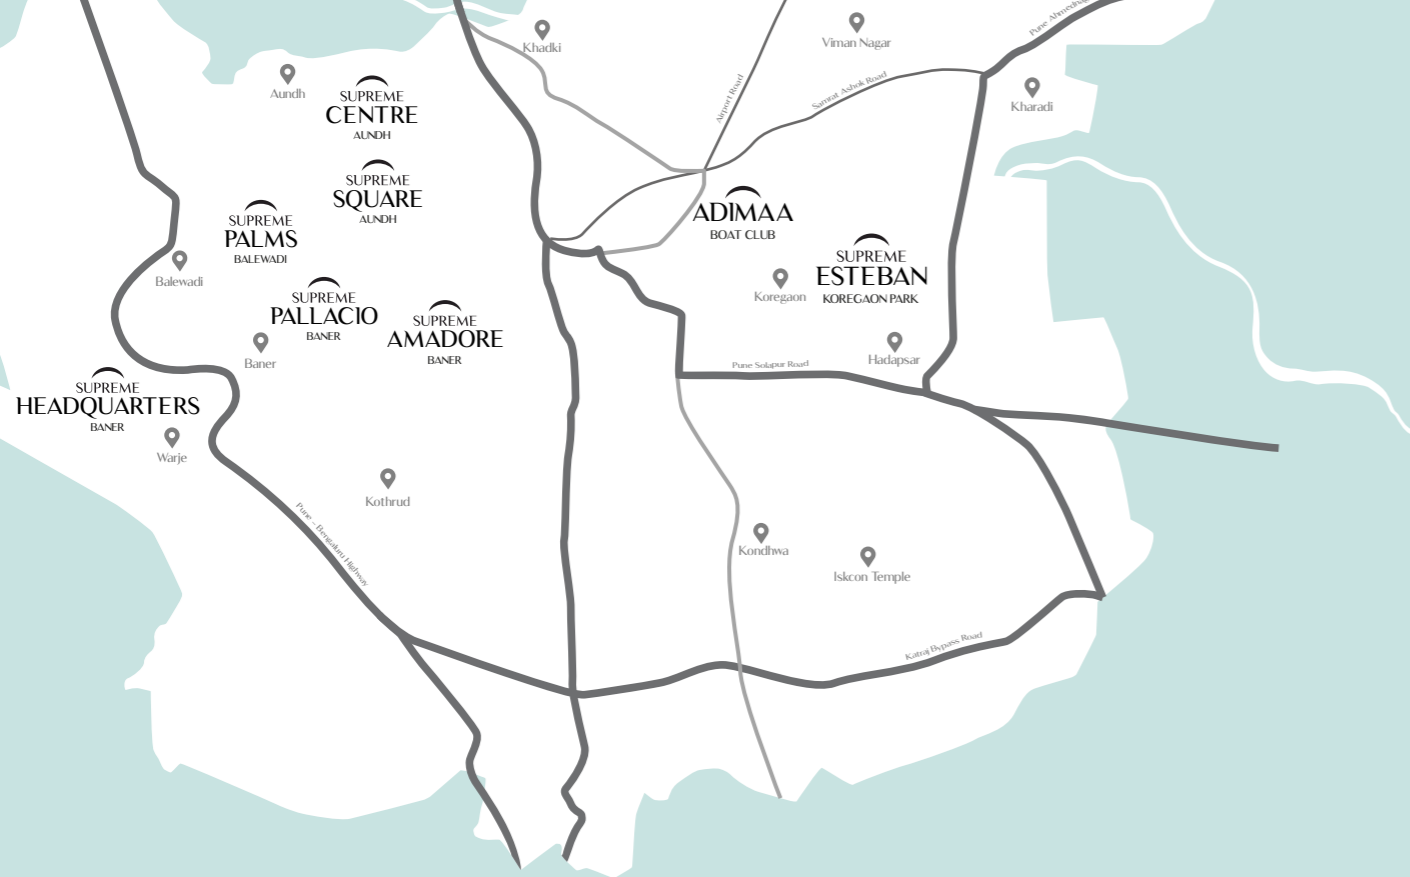 Khadki
Viman Nagar
Pune Ahmednagar
Aundh
Airport Road
Samrat Ashok Road
Kharadi
SUPREME
CENTRE
AUNDH
SUPREME
SQUARE
AUNDH
SUPREME
PALMS
BALEWADI
Balewadi
ADIMAA
BOAT CLUB
SUPREME
ESTEBAN
KOREGAON PARK
Koregaon
SUPREME
PALLACIO
BANER
SUPREME
AMADORE
BANER
Baner
Hadapsar
Pune Solapur Road
SUPREME
HEADQUARTERS
BANER
Warje
Kothrud
Pune - Bengaluru Highway
Kondhwa
Iskcon Temple
Katraj Bypass Road